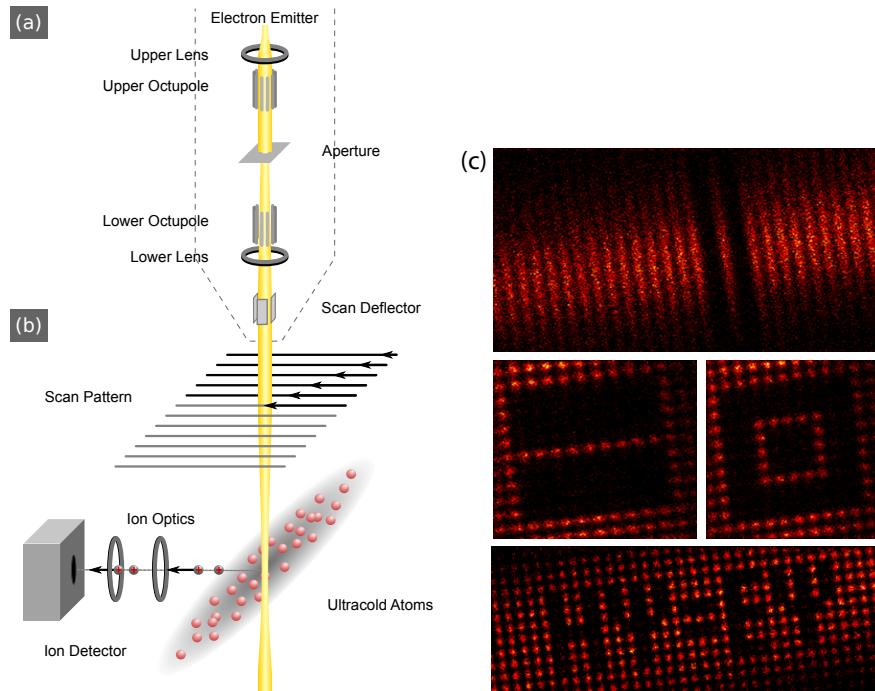 (a)
Electron Emitter
Upper Lens
Upper Octupole
Aperture
Lower Octupole
Lower Lens
Scan Deflector
(b)
Scan Pattern
Ion Optics
Ultracold Atoms
Ion Detector
(c)